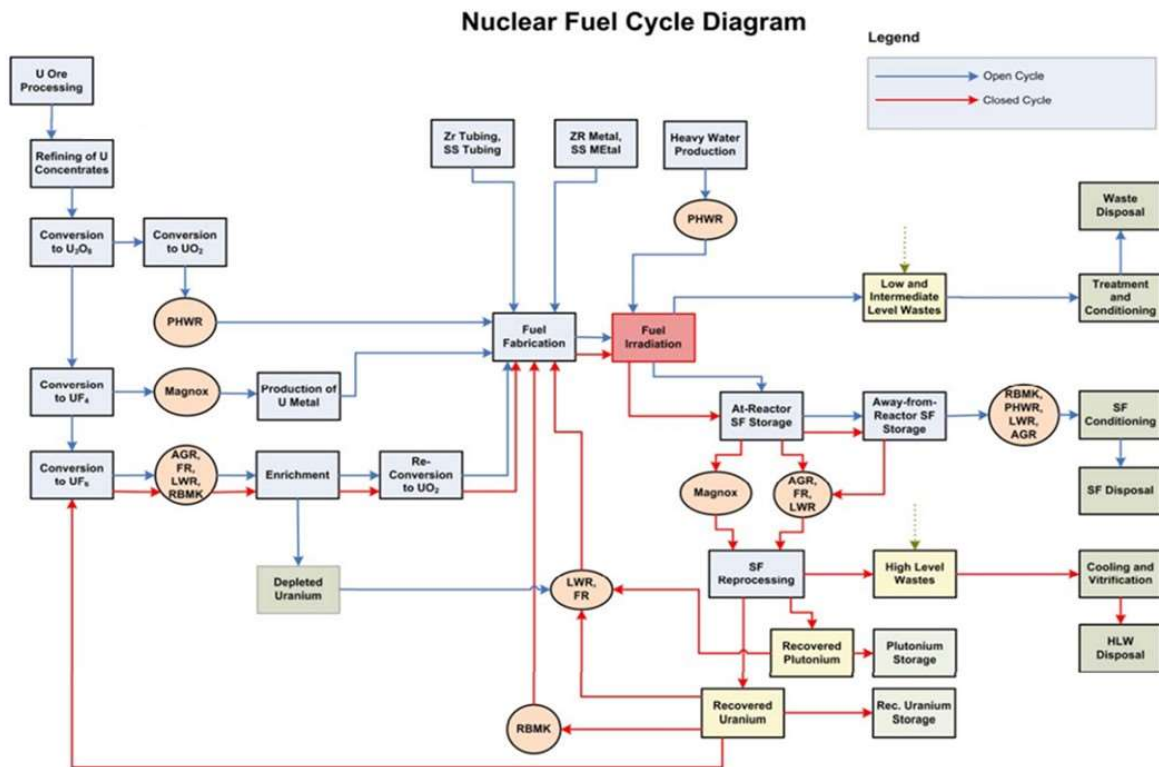 Nuclear Fuel Cycle Diagram
Legend
Open Cycle
Closed Cycle
U Ore
Processing
Refining of U
Concentrates
Conversion
to U₃O₈
Conversion
to UO₂
PHWR
Zr Tubing,
SS Tubing
ZR Metal,
SS MEtal
Heavy Water
Production
PHWR
Waste
Disposal
Low and
Intermediate
Level Wastes
Treatment
and
Conditioning
Fuel
Fabrication
Fuel
Irradiation
Conversion
to UF₄
Magnox
Production of
U Metal
At-Reactor
SF Storage
Away-from-
Reactor SF
Storage
RBMK,
PHWR,
LWR,
AGR
SF
Conditioning
Conversion
to UF₆
AGR,
FR,
LWR,
RBMK
Enrichment
Re-
Conversion
to UO₂
Magnox
AGR,
FR,
LWR
SF Disposal
Depleted
Uranium
LWR,
FR
SF
Reprocessing
High Level
Wastes
Cooling and
Vitrification
Recovered
Plutonium
Plutonium
Storage
HLW
Disposal
RBMK
Recovered
Uranium
Rec. Uranium
Storage